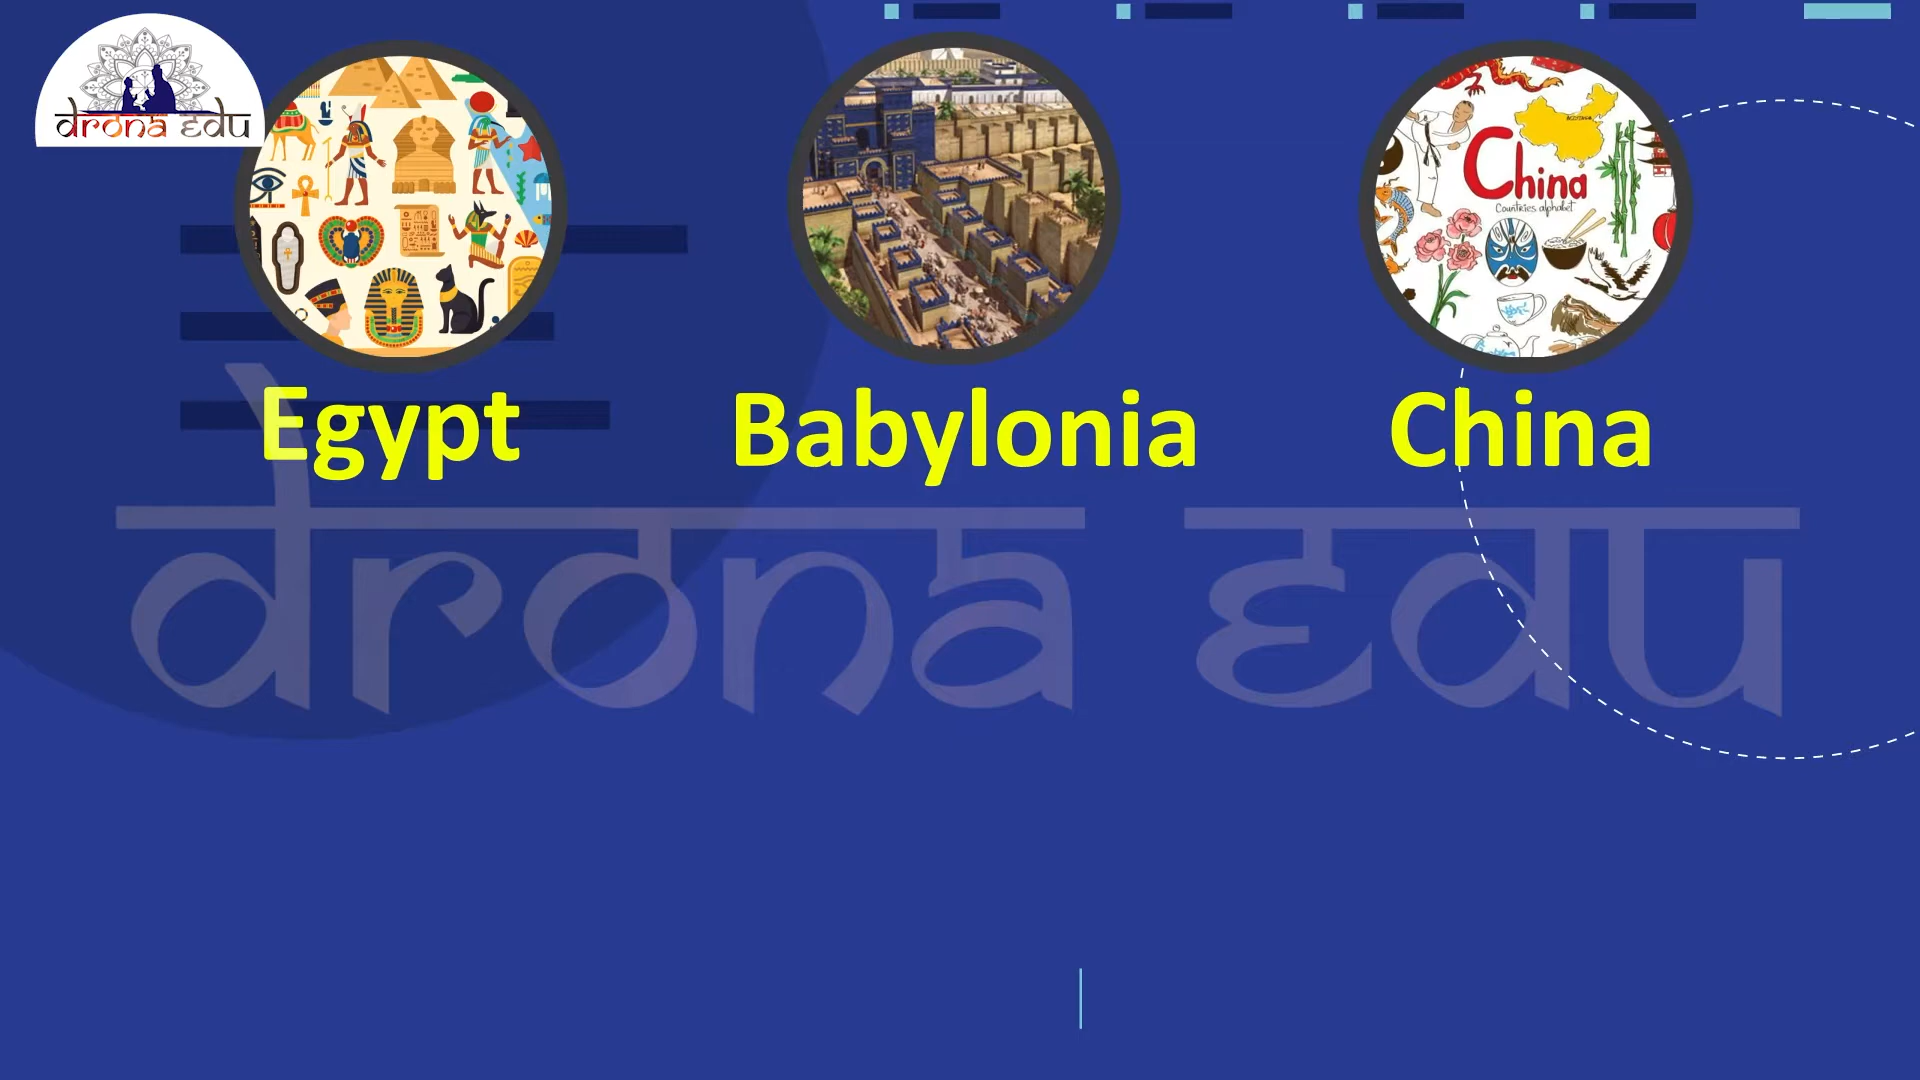 drona edu
China
Countries alphabet
Egypt
Babylonia
China
drona edu